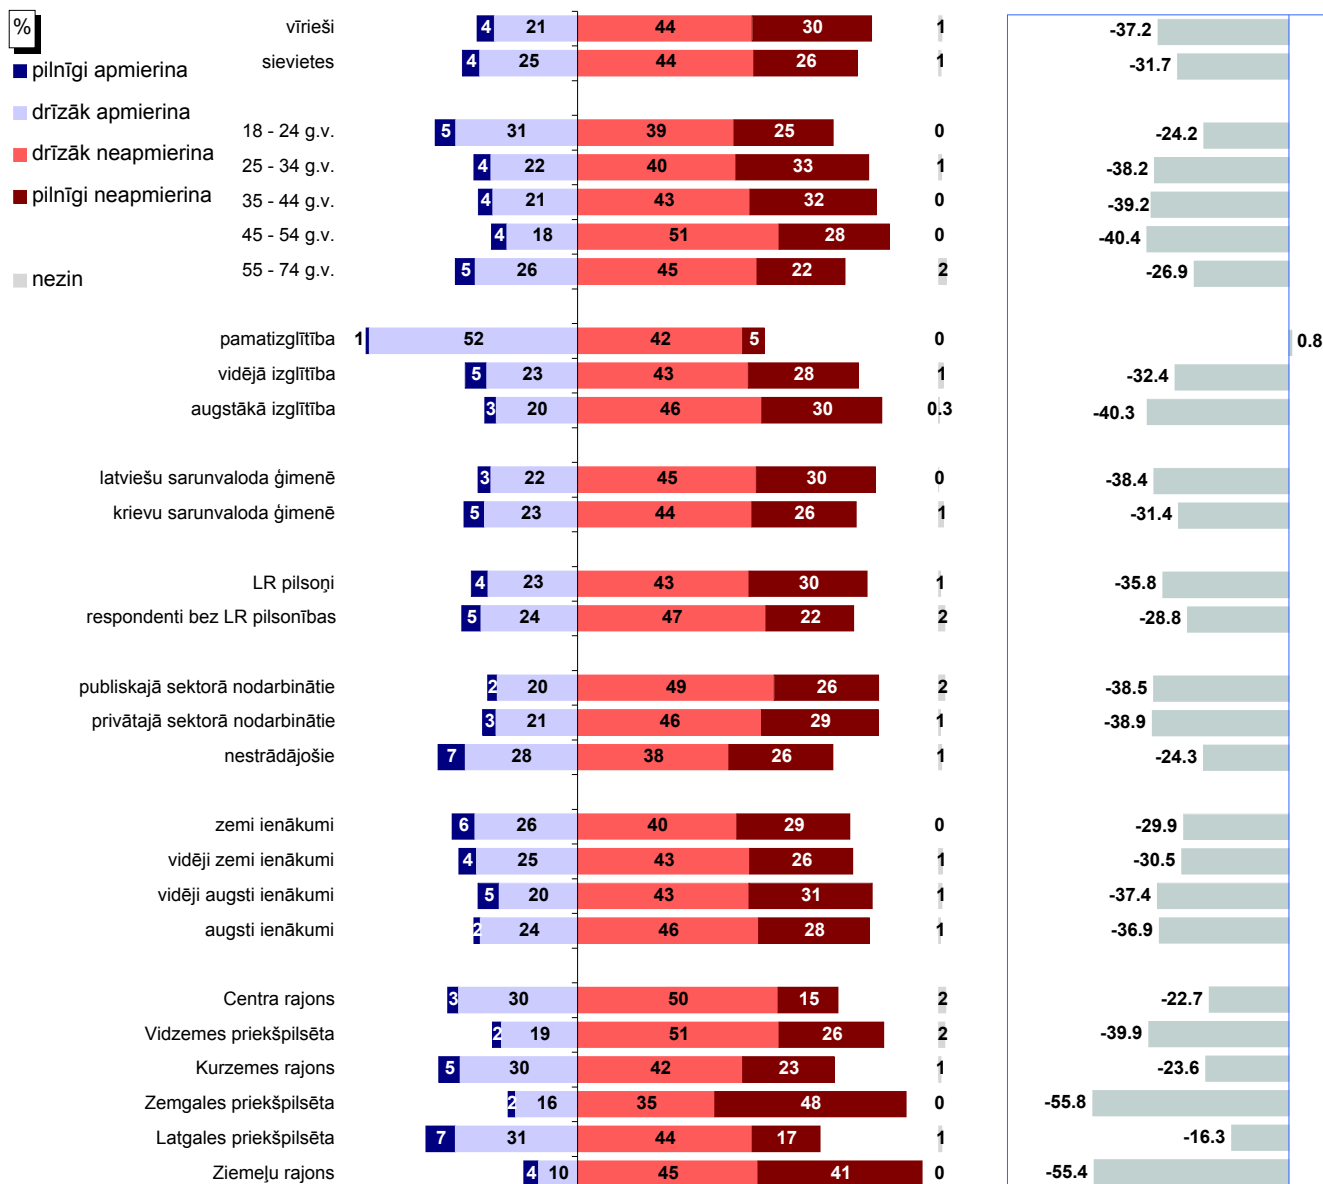 %
pilnīgi apmierina
drīzāk apmierina
drīzāk neapmierina
pilnīgi neapmierina
nezin
vīrieši 4 21 44 30 1 -37.2
sievietes 4 25 44 26 1 -31.7
18 - 24 g.v. 5 31 39 25 0 -24.2
25 - 34 g.v. 4 22 40 33 1 -38.2
35 - 44 g.v. 4 21 43 32 0 -39.2
45 - 54 g.v. 4 18 51 28 0 -40.4
55 - 74 g.v. 5 26 45 22 2 -26.9
pamatizglītība 1 52 42 5 0 0.8
vidējā izglītība 5 23 43 28 1 -32.4
augstākā izglītība 3 20 46 30 0.3 -40.3
latviešu sarunvaloda ģimenē 3 22 45 30 0 -38.4
krievu sarunvaloda ģimenē 5 23 44 26 1 -31.4
LR pilsoņi 4 23 43 30 1 -35.8
respondenti bez LR pilsonības 5 24 47 22 2 -28.8
publiskajā sektorā nodarbinātie 2 20 49 26 2 -38.5
privātajā sektorā nodarbinātie 3 21 46 29 1 -38.9
nestrādājošie 7 28 38 26 1 -24.3
zemi ienākumi 6 26 40 29 0 -29.9
vidēji zemi ienākumi 4 25 43 26 1 -30.5
vidēji augsti ienākumi 5 20 43 31 1 -37.4
augsti ienākumi 2 24 46 28 1 -36.9
Centra rajons 3 30 50 15 2 -22.7
Vidzemes priekšpilsēta 2 19 51 26 2 -39.9
Kurzemes rajons 5 30 42 23 1 -23.6
Zemgales priekšpilsēta 2 16 35 48 0 -55.8
Latgales priekšpilsēta 7 31 44 17 1 -16.3
Ziemeļu rajons 4 10 45 41 0 -55.4